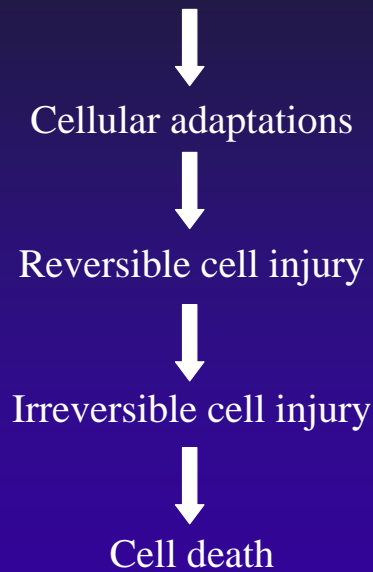 Cellular adaptations
Reversible cell injury
Irreversible cell injury
Cell death